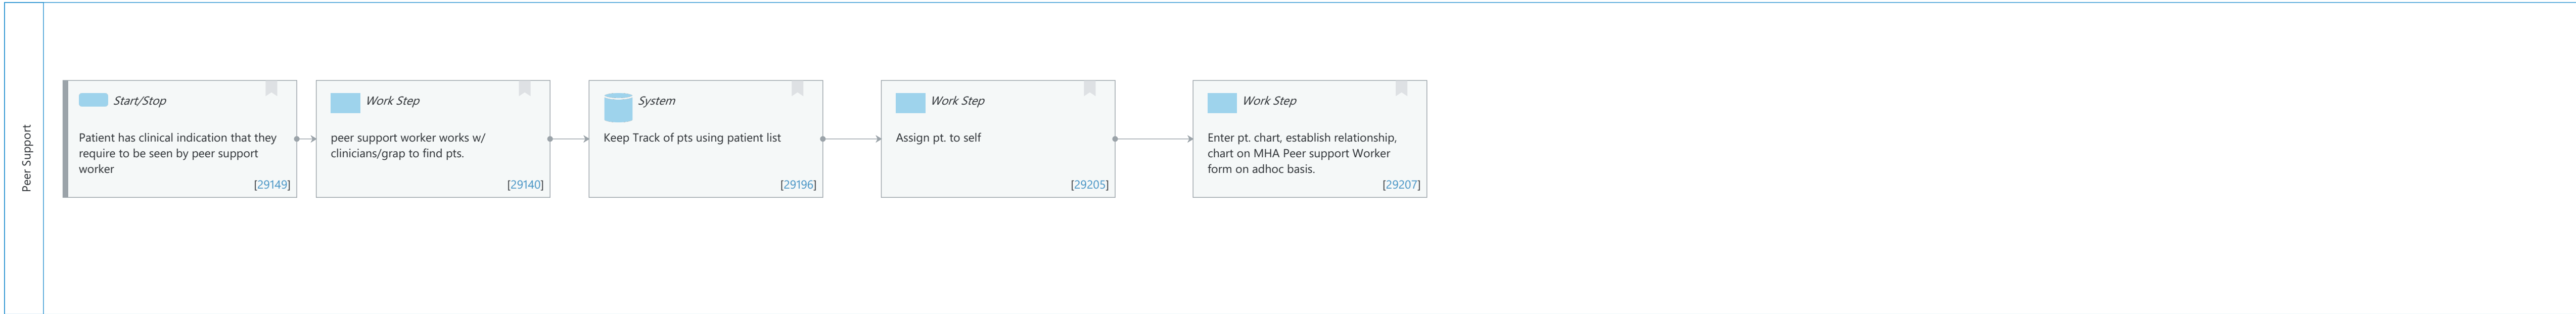 Peer Support
Start/Stop
Patient has clinical indication that they
require to be seen by peer support
worker
[29149]
Work Step
peer support worker works w/
clinicians/grap to find pts.
[29140]
System
Keep Track of pts using patient list
[29196]
Work Step
Assign pt. to self
[29205]
Work Step
Enter pt. chart, establish relationship,
chart on MHA Peer support Worker
form on adhoc basis.
[29207]